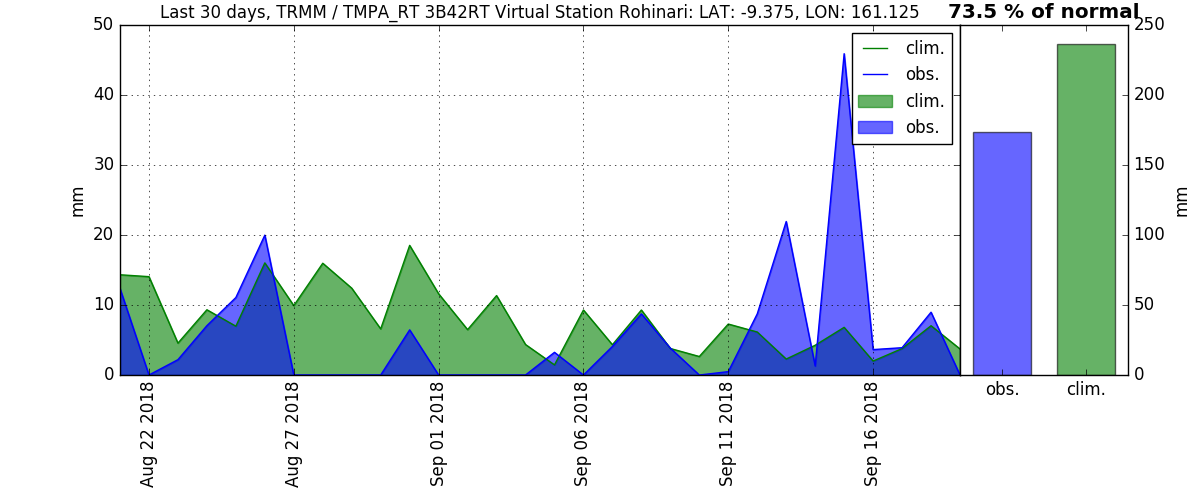 Last 30 days, TRMM / TMPA_RT 3B42RT Virtual Station Rohinari: LAT: -9.375, LON: 161.125
73.5 % of normal
50
40
30
20
10
0
mm
clim.
obs.
clim.
obs.
Aug 22 2018
Aug 27 2018
Sep 01 2018
Sep 06 2018
Sep 11 2018
Sep 16 2018
250
200
150
100
50
0
mm
obs.
clim.